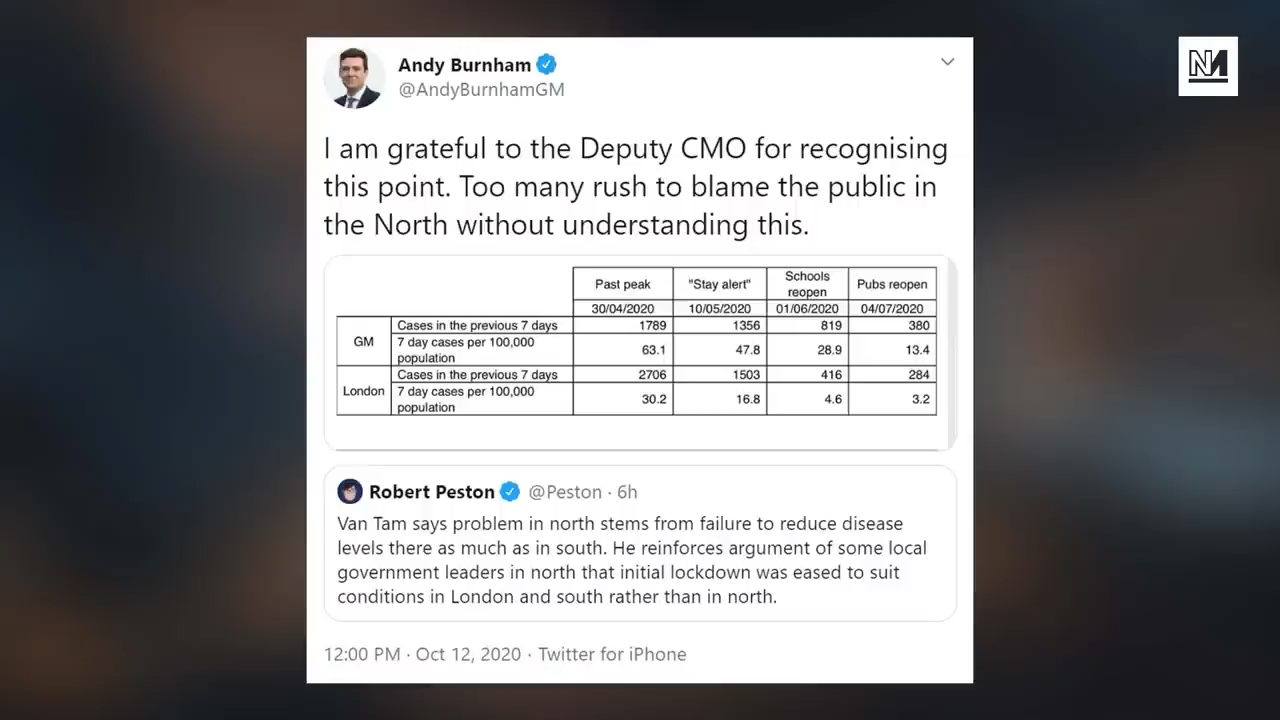 Andy Burnham
@AndyBurnhamGM
NM
I am grateful to the Deputy CMO for recognising
this point. Too many rush to blame the public in
the North without understanding this.
Past peak "Stay alert" Schools reopen Pubs reopen
30/04/2020 10/05/2020 01/06/2020 04/07/2020
GM
Cases in the previous 7 days 1789 1356 819 380
7 day cases per 100,000 population 63.1 47.8 28.9 13.4
London
Cases in the previous 7 days 2706 1503 416 284
7 day cases per 100,000 population 30.2 16.8 4.6 3.2
Robert Peston @Peston · 6h
Van Tam says problem in north stems from failure to reduce disease
levels there as much as in south. He reinforces argument of some local
government leaders in north that initial lockdown was eased to suit
conditions in London and south rather than in north.
12:00 PM · Oct 12, 2020 · Twitter for iPhone